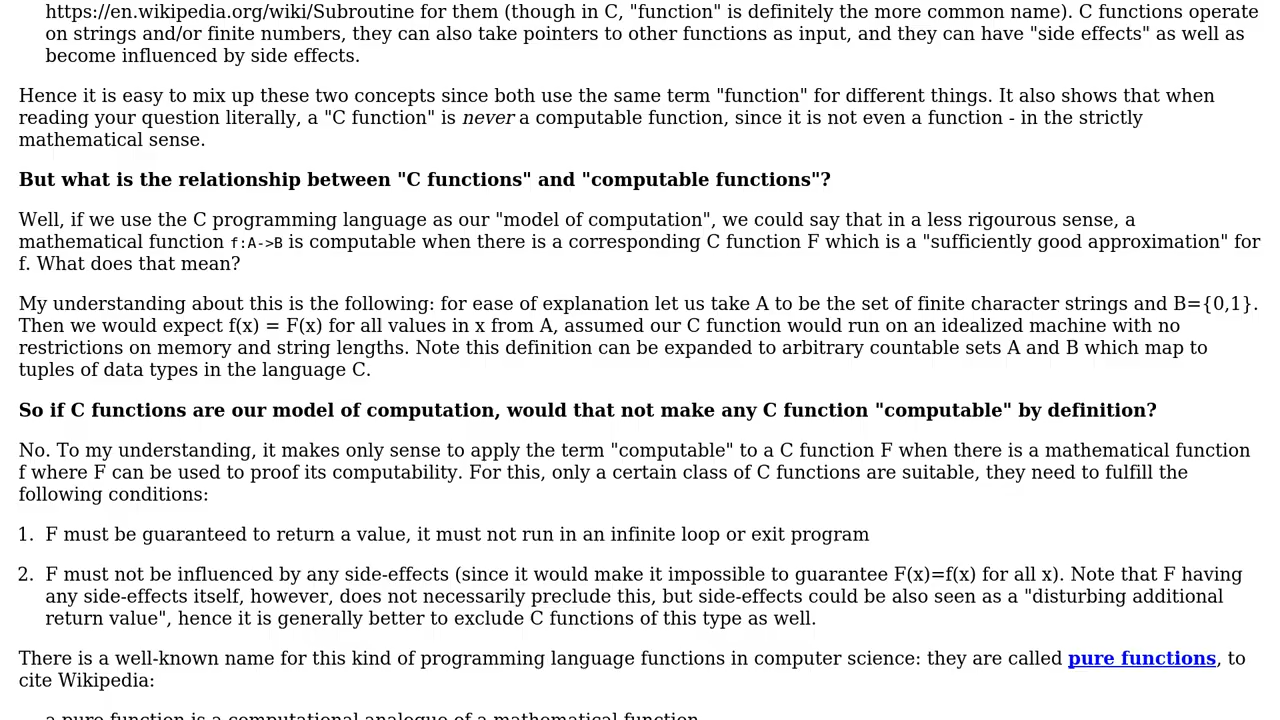 https://en.wikipedia.org/wiki/Subroutine for them (though in C, "function" is definitely the more common name). C functions operate
on strings and/or finite numbers, they can also take pointers to other functions as input, and they can have "side effects" as well as
become influenced by side effects.
Hence it is easy to mix up these two concepts since both use the same term "function" for different things. It also shows that when
reading your question literally, a "C function" is never a computable function, since it is not even a function - in the strictly
mathematical sense.
But what is the relationship between "C functions" and "computable functions"?
Well, if we use the C programming language as our "model of computation", we could say that in a less rigourous sense, a
mathematical function f:A->B is computable when there is a corresponding C function F which is a "sufficiently good approximation" for
f. What does that mean?
My understanding about this is the following: for ease of explanation let us take A to be the set of finite character strings and B={0,1}.
Then we would expect f(x) = F(x) for all values in x from A, assumed our C function would run on an idealized machine with no
restrictions on memory and string lengths. Note this definition can be expanded to arbitrary countable sets A and B which map to
tuples of data types in the language C.
So if C functions are our model of computation, would that not make any C function "computable" by definition?
No. To my understanding, it makes only sense to apply the term "computable" to a C function F when there is a mathematical function
f where F can be used to proof its computability. For this, only a certain class of C functions are suitable, they need to fulfill the
following conditions:
1. F must be guaranteed to return a value, it must not run in an infinite loop or exit program
2. F must not be influenced by any side-effects (since it would make it impossible to guarantee F(x)=f(x) for all x). Note that F having
any side-effects itself, however, does not necessarily preclude this, but side-effects could be also seen as a "disturbing additional
return value", hence it is generally better to exclude C functions of this type as well.
There is a well-known name for this kind of programming language functions in computer science: they are called pure functions, to
cite Wikipedia:
a pure function is a computational analogue of a mathematical function